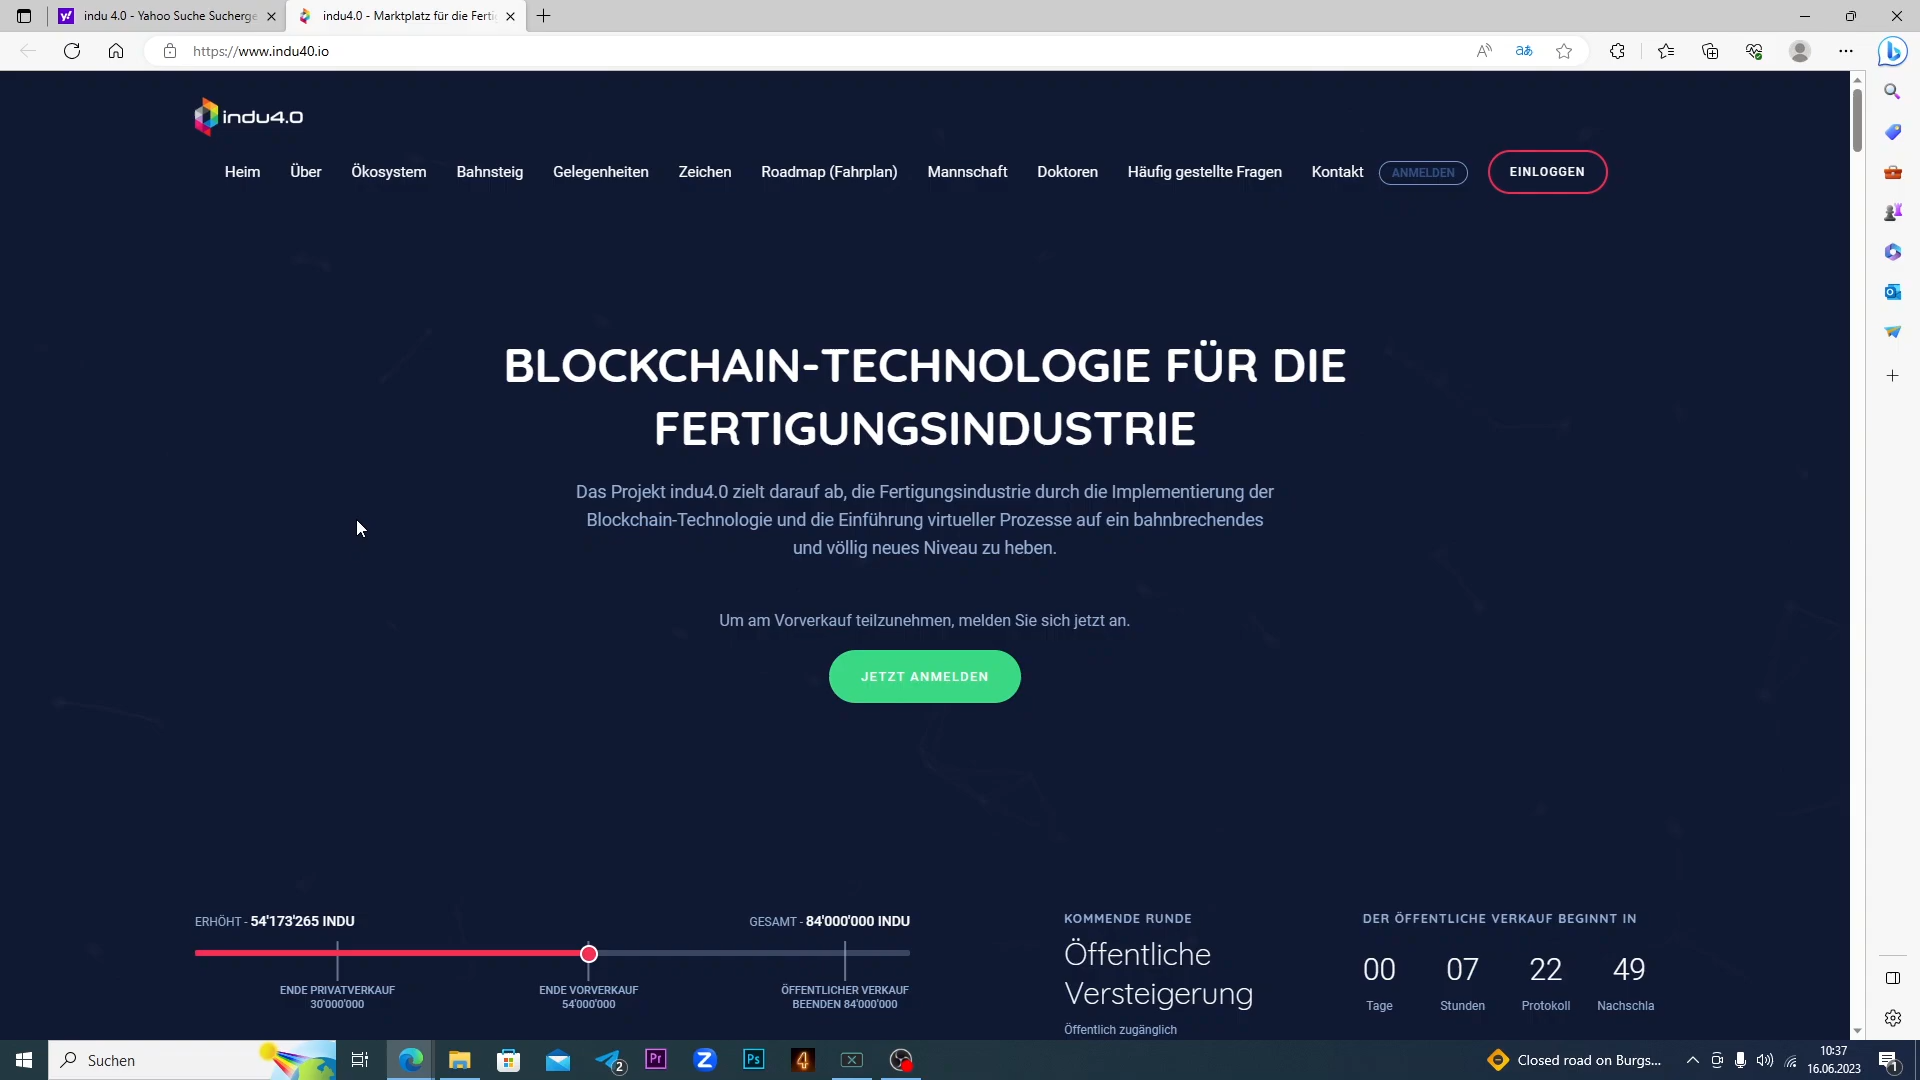 indu 4.0 - Yahoo Suche Sucherge
indu4.0 - Marktplatz für die Ferti
https://www.indu40.io
indu4.0
Heim Über Ökosystem Bahnsteig Gelegenheiten Zeichen Roadmap (Fahrplan) Mannschaft Doktoren Häufig gestellte Fragen Kontakt ANMELDEN EINLOGGEN
BLOCKCHAIN-TECHNOLOGIE FÜR DIE
FERTIGUNGSINDUSTRIE
Das Projekt indu4.0 zielt darauf ab, die Fertigungsindustrie durch die Implementierung der
Blockchain-Technologie und die Einführung virtueller Prozesse auf ein bahnbrechendes
und völlig neues Niveau zu heben.
Um am Vorverkauf teilzunehmen, melden Sie sich jetzt an.
JETZT ANMELDEN
ERHÖHT - 54'173'265 INDU
GESAMT - 84'000'000 INDU
ENDE PRIVATVERKAUF
30'000'000
ENDE VORVERKAUF
54'000'000
ÖFFENTLICHER VERKAUF
BEENDEN 84'000'000
KOMMENDE RUNDE
Öffentliche
Versteigerung
Öffentlich zugänglich
DER ÖFFENTLICHE VERKAUF BEGINNT IN
00 07 22 49
Tage Stunden Protokoll Nachschla
Suchen
2
Pr
Z
Ps
4
Closed road on Burgs...
10:37
16.06.2023
1